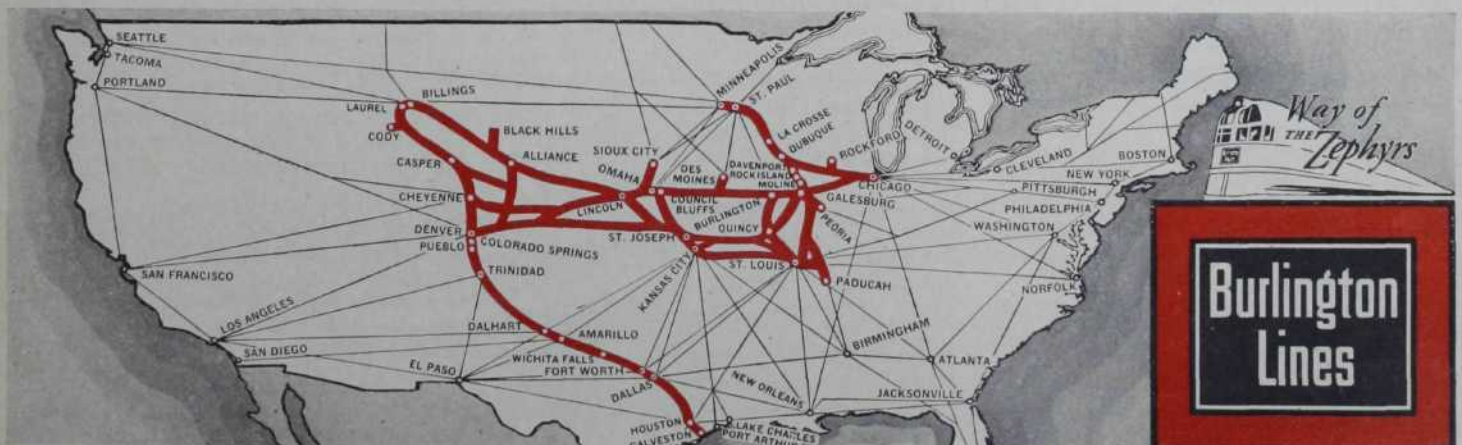 SEATTLE
TACOMA
PORTLAND
LAUREL
BILLINGS
CODY
BLACK HILLS
CASPER
ALLIANCE
CHEYENNE
DENVER
PUEBLO
COLORADO SPRINGS
TRINIDAD
SAN FRANCISCO
LOS ANGELES
SAN DIEGO
EL PASO
DALHART
AMARILLO
WICHITA FALLS
FORT WORTH
DALLAS
HOUSTON
GALVESTON
LAKE CHARLES
PORT ARTHUR
NEW ORLEANS
MINNEAPOLIS
ST. PAUL
LA CROSSE
DUBUQUE
ROCKFORD
SIOUX CITY
OMAHA
DES
MOINES
DAVENPORT
ROCK ISLAND
MOLINE
CHICAGO
GALESBURG
PEORIA
LINCOLN
COUNCIL
BLUFFS
BURLINGTON
QUINCY
ST. JOSEPH
KANSAS CITY
ST. LOUIS
PADUCAH
DETROIT
CLEVELAND
BOSTON
NEW YORK
PITTSBURGH
PHILADELPHIA
WASHINGTON
NORFOLK
BIRMINGHAM
ATLANTA
JACKSONVILLE
Way of
THE
Zephyrs
Burlington
Lines